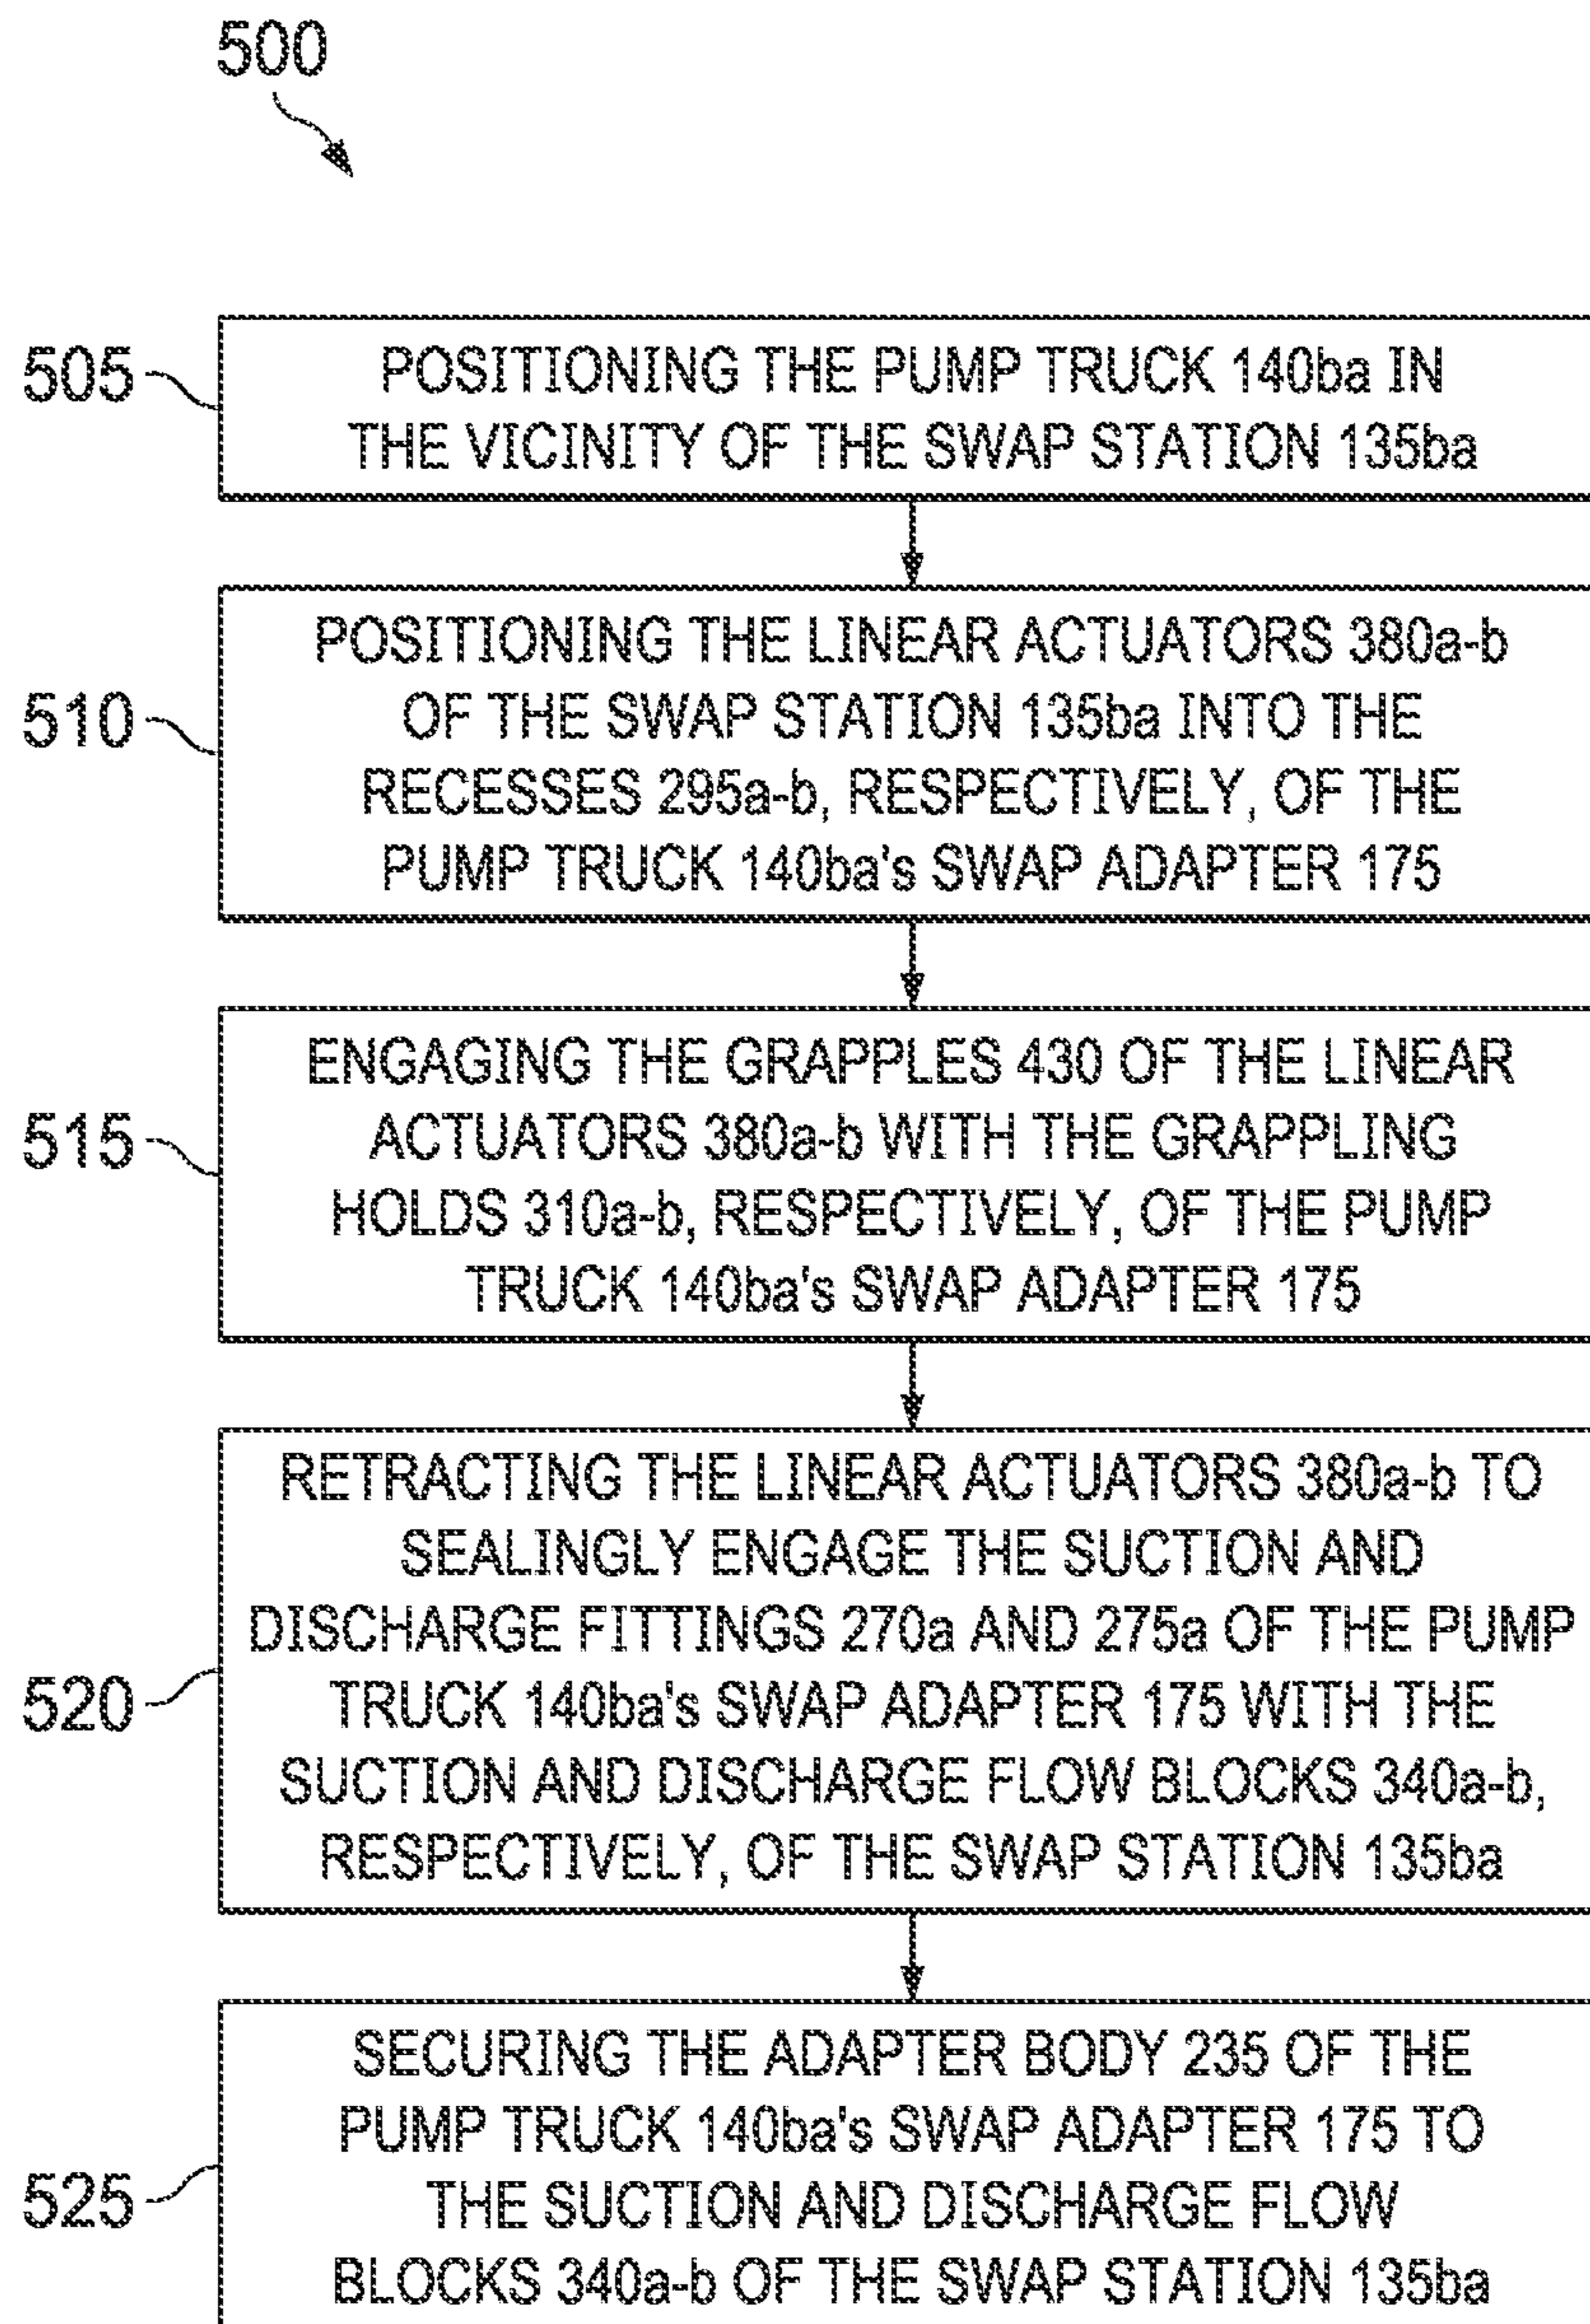 500
505
POSITIONING THE PUMP TRUCK 140ba IN
THE VICINITY OF THE SWAP STATION 135ba
510
POSITIONING THE LINEAR ACTUATORS 380a-b
OF THE SWAP STATION 135ba INTO THE
RECESSES 295a-b, RESPECTIVELY, OF THE
PUMP TRUCK 140ba's SWAP ADAPTER 175
515
ENGAGING THE GRAPPLES 430 OF THE LINEAR
ACTUATORS 380a-b WITH THE GRAPPLING
HOLDS 310a-b, RESPECTIVELY, OF THE PUMP
TRUCK 140ba's SWAP ADAPTER 175
520
RETRACTING THE LINEAR ACTUATORS 380a-b TO
SEALINGLY ENGAGE THE SUCTION AND
DISCHARGE FITTINGS 270a AND 275a OF THE PUMP
TRUCK 140ba's SWAP ADAPTER 175 WITH THE
SUCTION AND DISCHARGE FLOW BLOCKS 340a-b,
RESPECTIVELY, OF THE SWAP STATION 135ba
525
SECURING THE ADAPTER BODY 235 OF THE
PUMP TRUCK 140ba's SWAP ADAPTER 175 TO
THE SUCTION AND DISCHARGE FLOW
BLOCKS 340a-b OF THE SWAP STATION 135ba